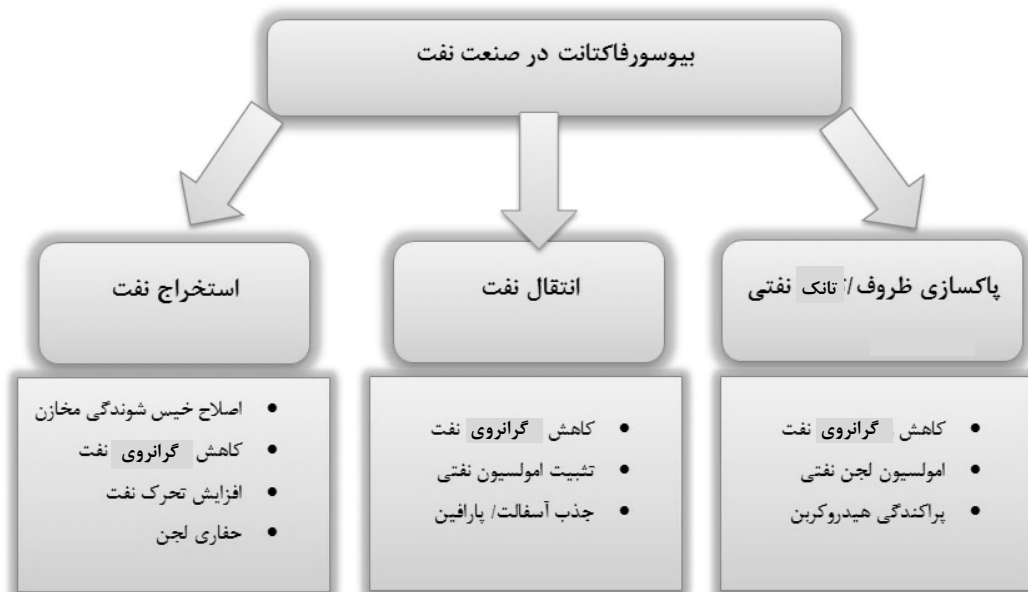 بیوسورفاکتانت در صنعت نفت
پاکسازی ظروف/تانک نفتی
کاهش گرانروی نفت
امولسیون لجن نفتی
پراکندگی هیدروکربن
انتقال نفت
کاهش گرانروی نفت
تثبیت امولسیون نفتی
جذب آسفالت/ پارافین
استخراج نفت
اصلاح خیس شوندگی مخازن
کاهش گرانروی نفت
افزایش تحرک نفت
حفاری لجن